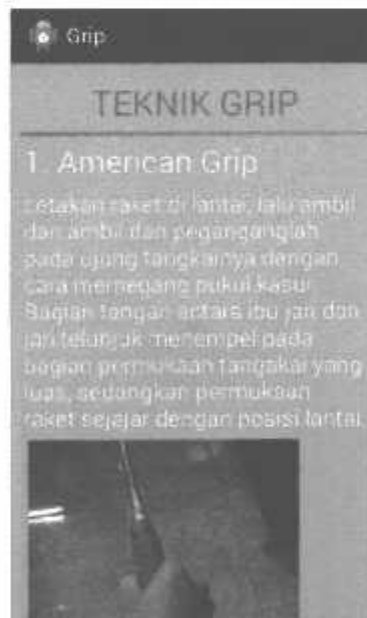 Grip
TEKNIK GRIP
1. American Grip
Letakan raket di lantai, lalu ambil
dan ambil dan peganganglah
pada ujung tangkainya dengan
cara memegang pukul kasur.
Bagian tangan antara ibu jari dan
jari telunjuk menempel pada
bagian permukaan tangakai yang
luas, sedangkan permukaan
raket sejajar dengan posisi lantai.